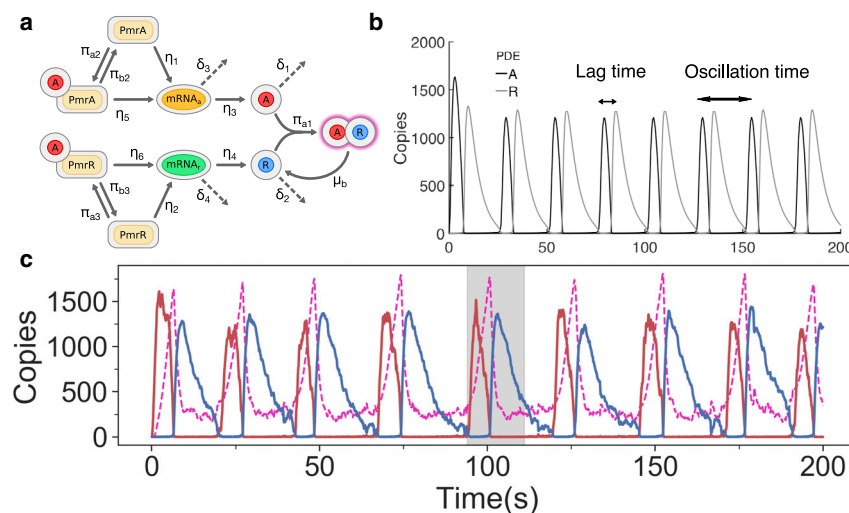 a
PmrA
π_a2
π_b2
η_1
δ_3
δ_1
A
PmrA
η_5
mRNA_a
η_3
A
π_a1
A R
A
PmrR
η_6
mRNA_r
η_4
R
μ_b
π_b3
π_a3
η_2
δ_4
δ_2
PmrR
b
2000
1500
1000
500
0
Copies
PDE
A
R
Lag time
Oscillation time
0 50 100 150 200
c
1500
1000
500
0
Copies
0 50 100 150 200
Time(s)